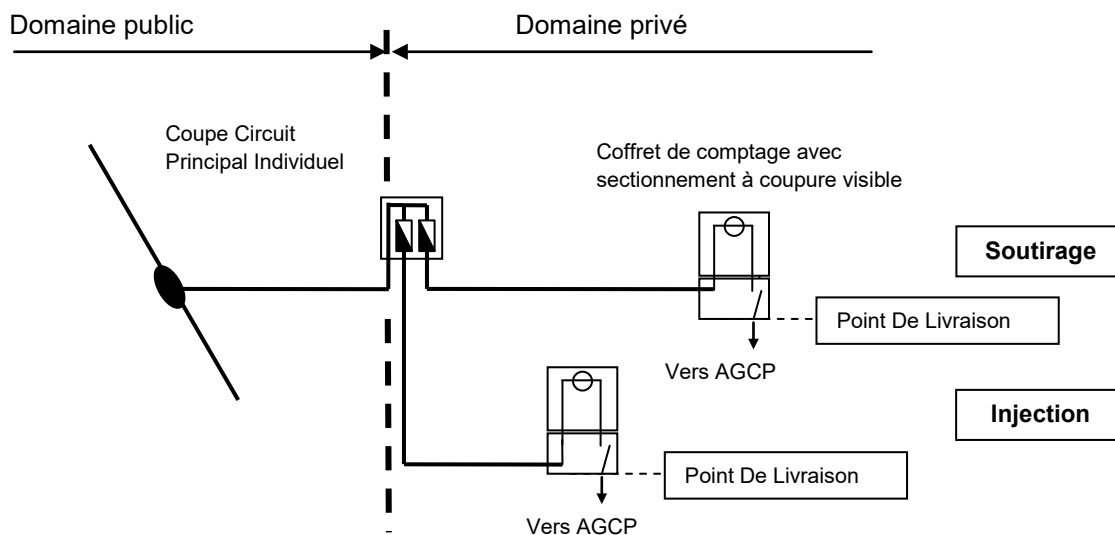 Domaine public
Domaine privé
Coupe Circuit
Principal Individuel
Coffret de comptage avec
sectionnement à coupure visible
Soutirage
Point De Livraison
Vers AGCP
Injection
Point De Livraison
Vers AGCP